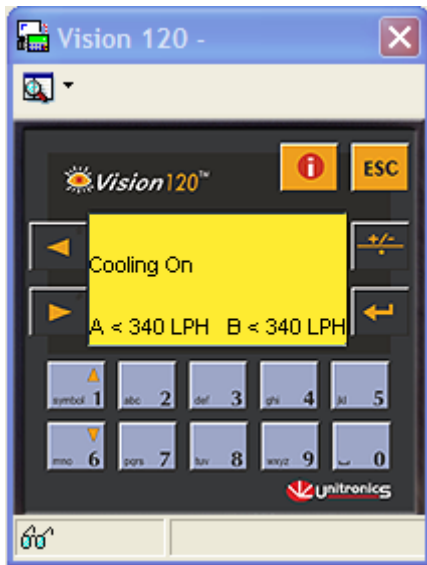 Vision 120 -
i ESC
Vision120™
+/-
Cooling On
A < 340 LPH B < 340 LPH
symbol 1 abc 2 def 3 ghi 4 jkl 5
mno 6 pqrs 7 tuv 8 wxyz 9 0
Unitronics